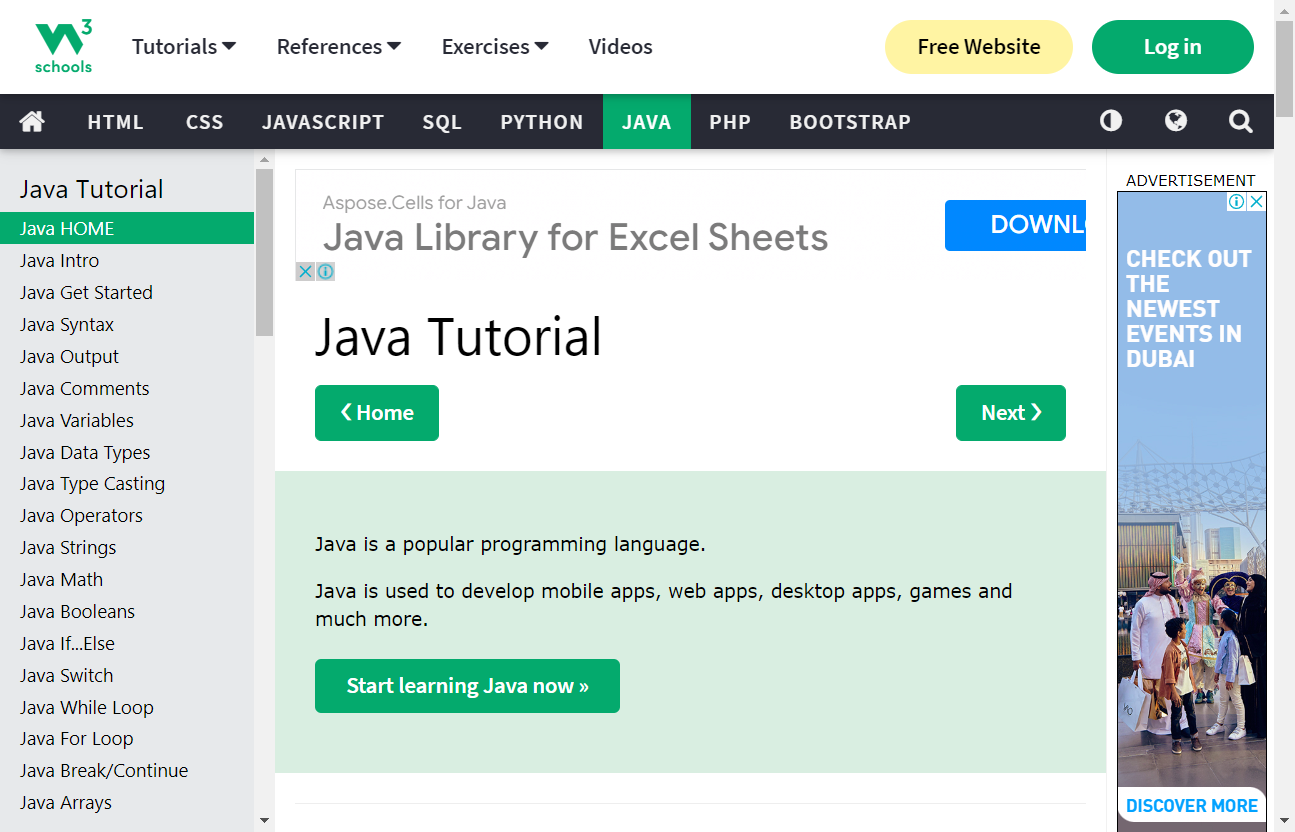 3
schools
Tutorials
References
Exercises
Videos
Free Website
Log in
HTML
CSS
JAVASCRIPT
SQL
PYTHON
JAVA
PHP
BOOTSTRAP
Java Tutorial
Java HOME
Java Intro
Java Get Started
Java Syntax
Java Output
Java Comments
Java Variables
Java Data Types
Java Type Casting
Java Operators
Java Strings
Java Math
Java Booleans
Java If...Else
Java Switch
Java While Loop
Java For Loop
Java Break/Continue
Java Arrays
Aspose.Cells for Java
Java Library for Excel Sheets
DOWNLO
Java Tutorial
❮ Home
Next ❯
Java is a popular programming language.
Java is used to develop mobile apps, web apps, desktop apps, games and
much more.
Start learning Java now »
ADVERTISEMENT
CHECK OUT
THE
NEWEST
EVENTS IN
DUBAI
DISCOVER MORE